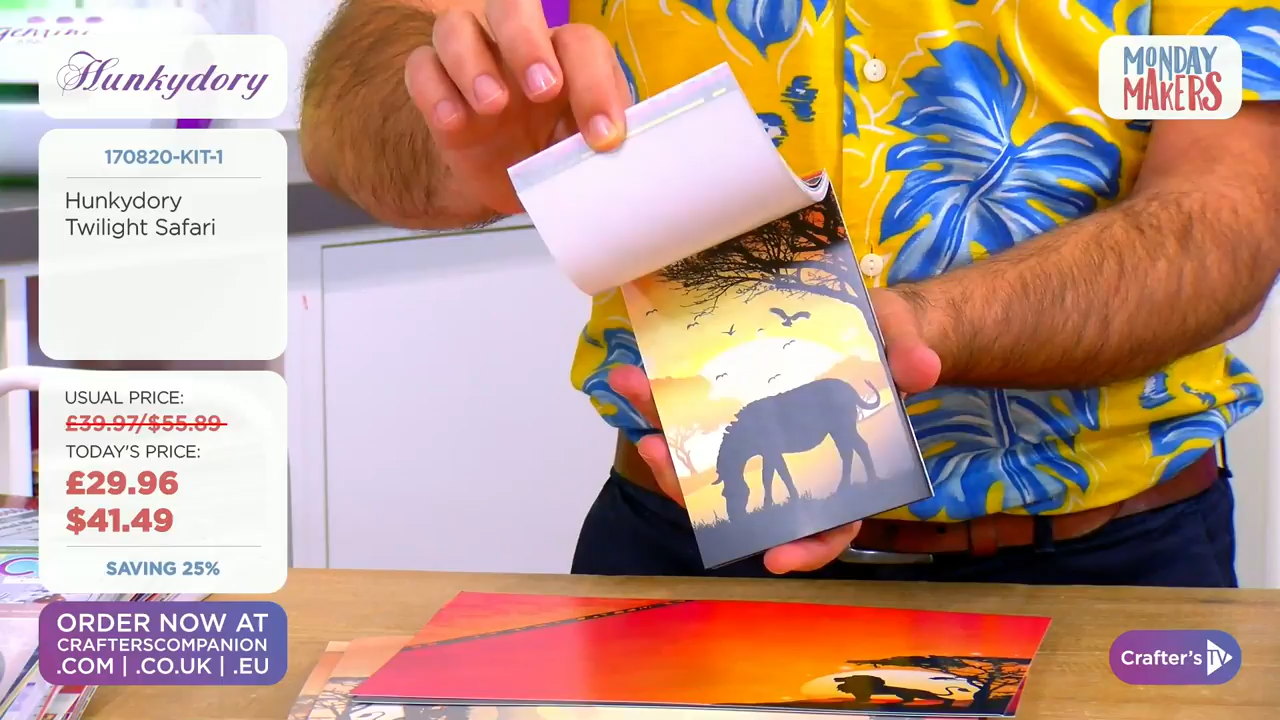 Hunkydory
170820-KIT-1
Hunkydory
Twilight Safari
USUAL PRICE:
£39.97/$55.89
TODAY'S PRICE:
£29.96
$41.49
SAVING 25%
ORDER NOW AT
CRAFTERSCOMPANION
.COM | .CO.UK | .EU
MONDAY
MAKERS
Crafter's TV